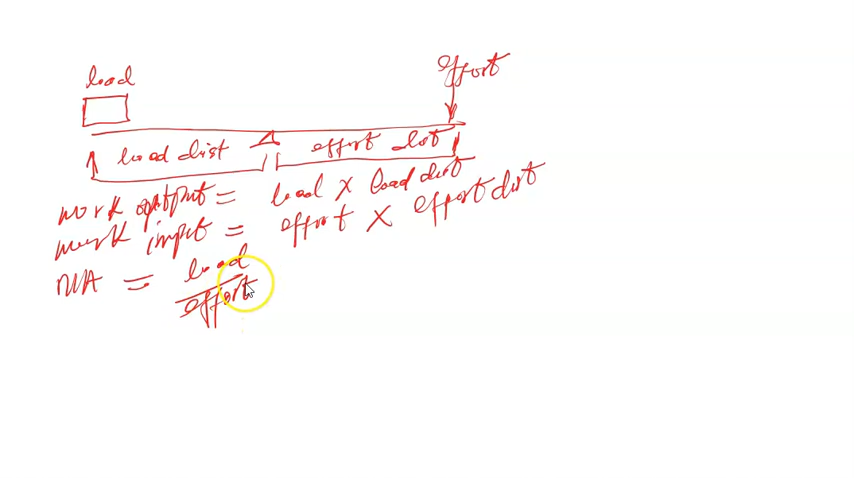 load
effort
load dist effort dist
work output = load x load dist
work input = effort x effort dist
MA = load
effort